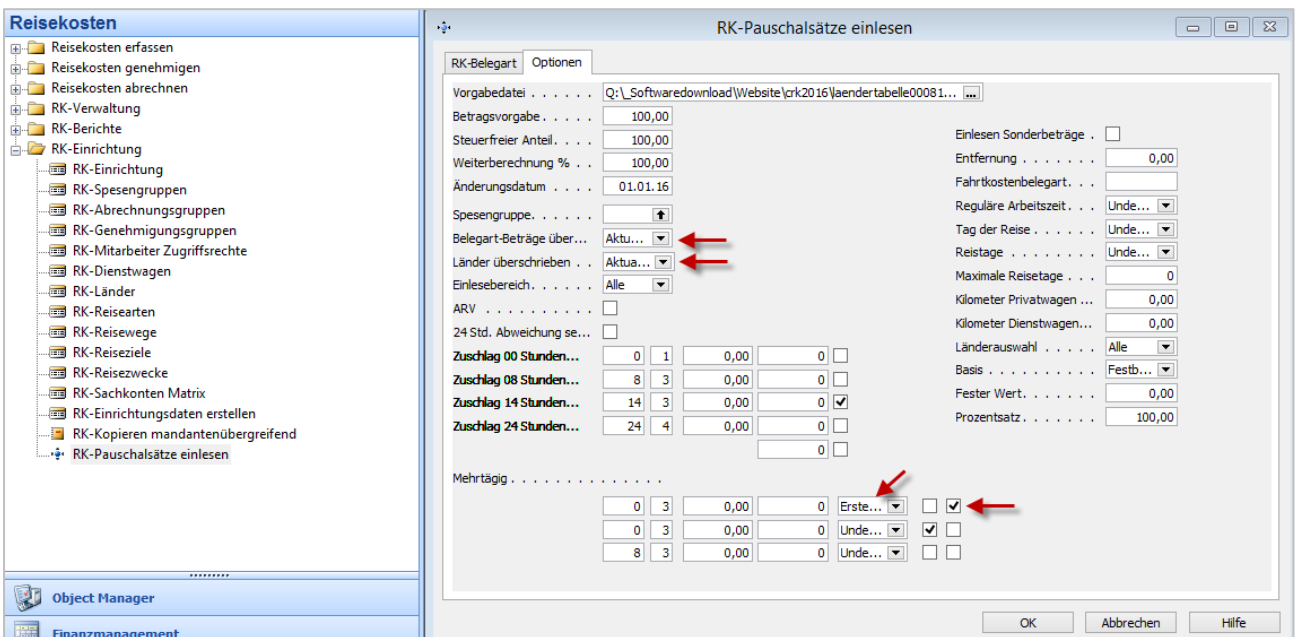 Reisekosten
Reisekosten erfassen
Reisekosten genehmigen
Reisekosten abrechnen
RK-Verwaltung
RK-Berichte
RK-Einrichtung
RK-Einrichtung
RK-Spesengruppen
RK-Abrechnungsgruppen
RK-Genehmigungsgruppen
RK-Mitarbeiter Zugriffsrechte
RK-Dienstwagen
RK-Länder
RK-Reisearten
RK-Reisewege
RK-Reiseziele
RK-Reisezwecke
RK-Sachkonten Matrix
RK-Einrichtungsdaten erstellen
RK-Kopieren mandantenübergreifend
RK-Pauschalsätze einlesen
Object Manager
Finanzmanagement
RK-Pauschalsätze einlesen
RK-Belegart Optionen
Vorgabedatei . . . . . . Q:\_Softwaredownload\Website\crk2016\laendertabelle00081... ...
Betragsvorgabe. . . . . 100,00
Steuerfreier Anteil. . . . 100,00
Weiterberechnung % . . 100,00
Änderungsdatum . . . . 01.01.16
Spesengruppe. . . . . .
Belegart-Beträge über... Aktu...
Länder überschrieben . . Aktua...
Einlesebereich. . . . . . Alle
ARV . . . . . . . . . .
24 Std. Abweichung se...
Zuschlag 00 Stunden... 0 1 0,00 0
Zuschlag 08 Stunden... 8 3 0,00 0
Zuschlag 14 Stunden... 14 3 0,00 0
Zuschlag 24 Stunden... 24 4 0,00 0
0
Mehrtägig . . . . . . . . . . . . . . .
0 3 0,00 0 Erste...
0 3 0,00 0 Unde...
8 3 0,00 0 Unde...
Einlesen Sonderbeträge .
Entfernung . . . . . . . 0,00
Fahrtkostenbelegart. . .
Reguläre Arbeitszeit. . . Unde...
Tag der Reise . . . . . . Unde...
Reistage . . . . . . . . Unde...
Maximale Reisetage . . . 0
Kilometer Privatwagen ... 0,00
Kilometer Dienstwagen... 0,00
Länderauswahl . . . . . Alle
Basis . . . . . . . . . . Festb...
Fester Wert. . . . . . . 0,00
Prozentsatz. . . . . . . 100,00
OK Abbrechen Hilfe